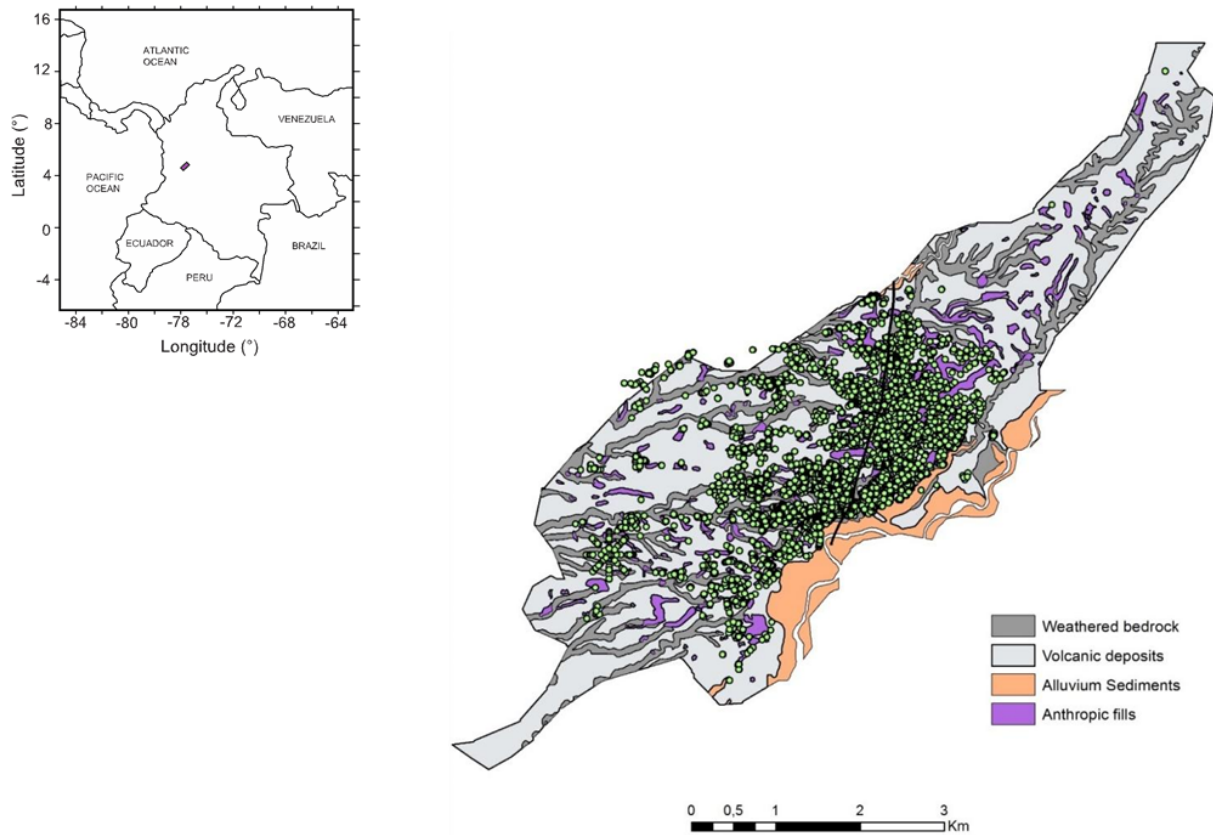 16
12
8
4
0
-4
Latitude (°)
ATLANTIC
OCEAN
VENEZUELA
PACIFIC
OCEAN
ECUADOR
BRAZIL
PERU
-84 -80 -76 -72 -68 -64
Longitude (°)
Weathered bedrock
Volcanic deposits
Alluvium Sediments
Anthropic fills
0 0,5 1 2 3
Km